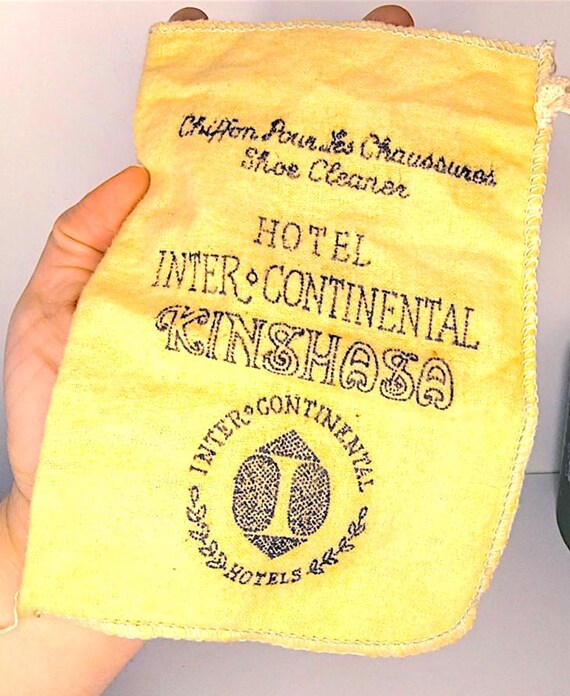 Chiffon Pour Les Chaussures
Shoe Cleaner
HOTEL
INTER•CONTINENTAL
KINSHASA
INTER•CONTINENTAL
I
HOTELS